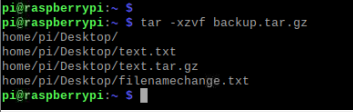 pi@raspberrypi:~ $
pi@raspberrypi:~ $ tar -xzvf backup.tar.gz
home/pi/Desktop/
home/pi/Desktop/text.txt
home/pi/Desktop/text.tar.gz
home/pi/Desktop/filenamechange.txt
pi@raspberrypi:~ $